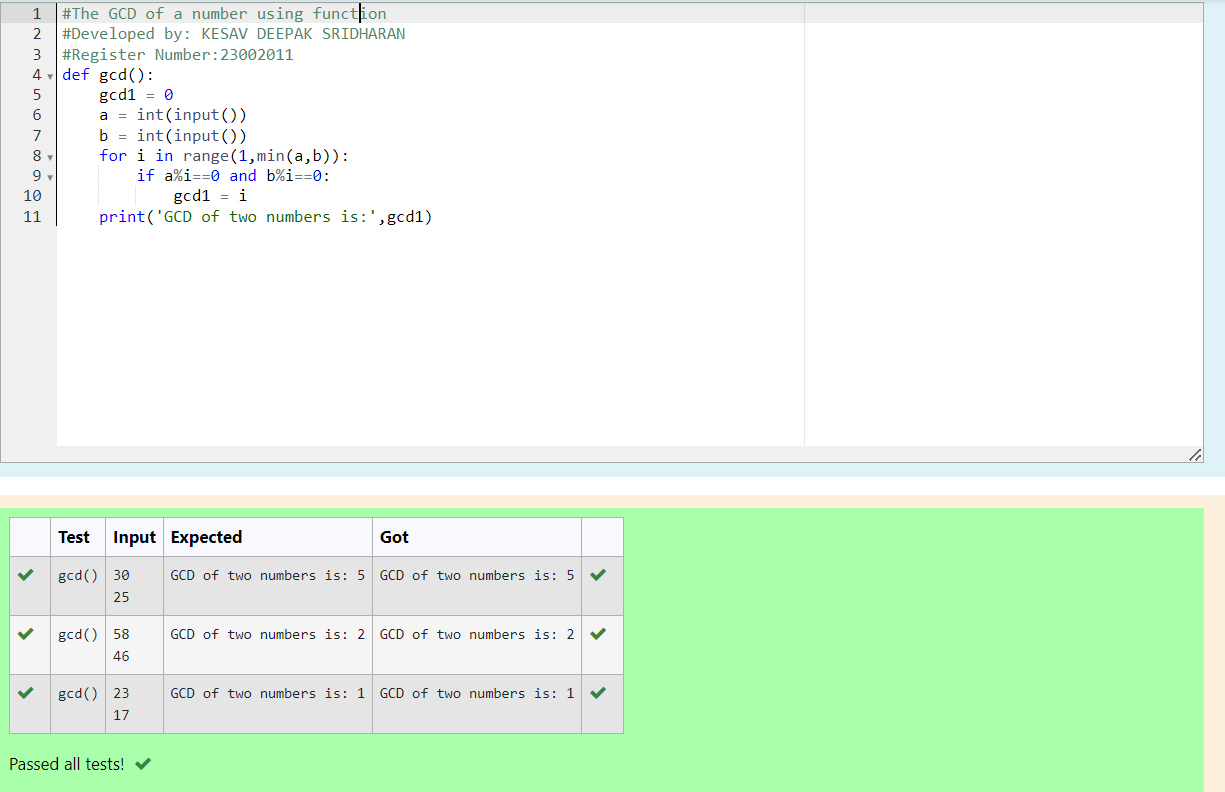 1 #The GCD of a number using function
2 #Developed by: KESAV DEEPAK SRIDHARAN
3 #Register Number:23002011
4 def gcd():
5     gcd1 = 0
6     a = int(input())
7     b = int(input())
8     for i in range(1,min(a,b)):
9         if a%i==0 and b%i==0:
10             gcd1 = i
11     print('GCD of two numbers is:',gcd1)
Test Input Expected Got
gcd() 30 GCD of two numbers is: 5 GCD of two numbers is: 5
25
gcd() 58 GCD of two numbers is: 2 GCD of two numbers is: 2
46
gcd() 23 GCD of two numbers is: 1 GCD of two numbers is: 1
17
Passed all tests!